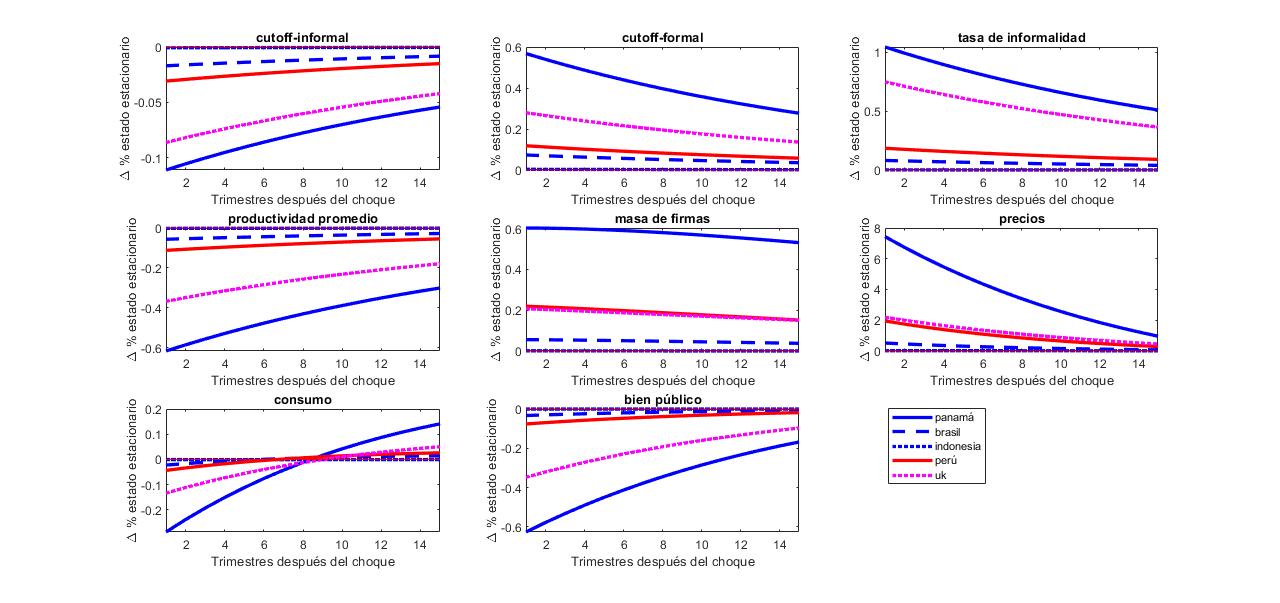 cutoff-informal
Δ % estado estacionario
0
-0.05
-0.1
2 4 6 8 10 12 14
Trimestres después del choque
cutoff-formal
Δ % estado estacionario
0.6
0.4
0.2
0
2 4 6 8 10 12 14
Trimestres después del choque
tasa de informalidad
Δ % estado estacionario
1
0.5
0
2 4 6 8 10 12 14
Trimestres después del choque
productividad promedio
Δ % estado estacionario
0
-0.2
-0.4
-0.6
2 4 6 8 10 12 14
Trimestres después del choque
masa de firmas
Δ % estado estacionario
0.6
0.4
0.2
0
2 4 6 8 10 12 14
Trimestres después del choque
precios
Δ % estado estacionario
8
6
4
2
0
2 4 6 8 10 12 14
Trimestres después del choque
consumo
Δ % estado estacionario
0.2
0.1
0
-0.1
-0.2
2 4 6 8 10 12 14
Trimestres después del choque
bien público
Δ % estado estacionario
0
-0.2
-0.4
-0.6
2 4 6 8 10 12 14
Trimestres después del choque
panamá
brasil
indonesia
perú
uk